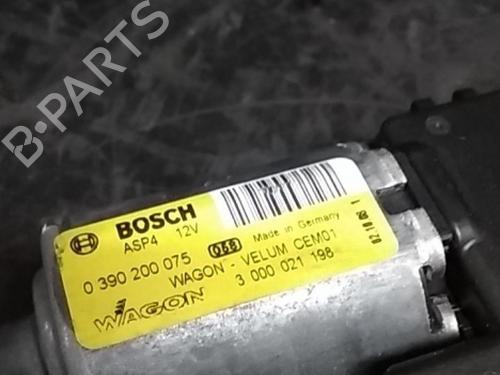 B-PARTS
BOSCH
ASP4 12V
0 390 200 075
068 Made in Germany
WAGON - VELUM CEM01
3 000 021 198
WAGON